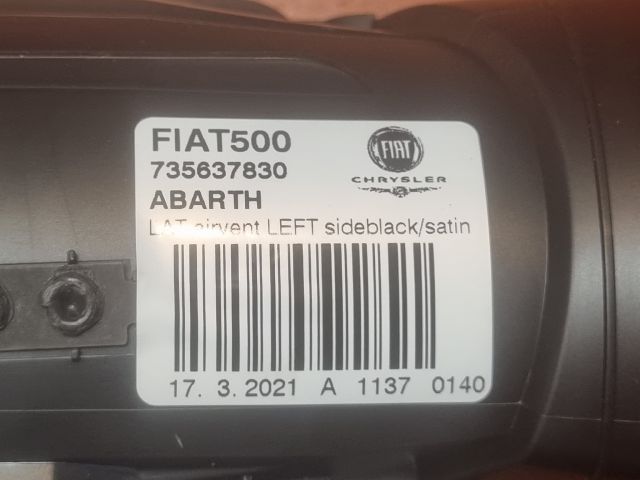 FIAT500
735637830
ABARTH
LAT airvent LEFT sideblack/satin
FIAT
CHRYSLER
17. 3.2021 A 1137 0140